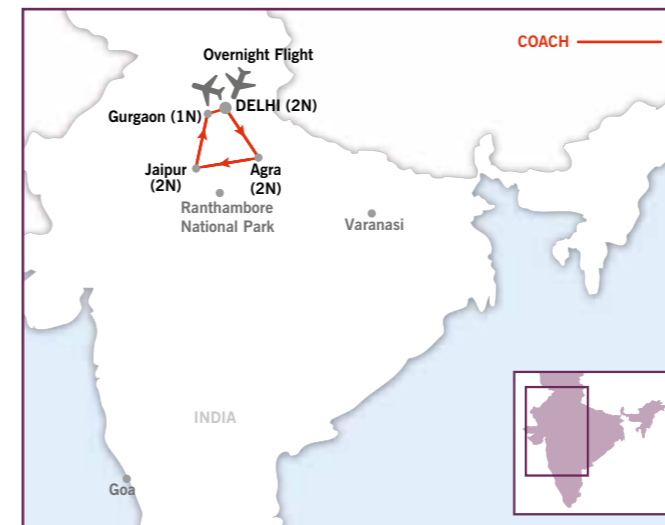 COACH
Overnight Flight
DELHI (2N)
Gurgaon (1N)
Jaipur
(2N)
Agra
(2N)
Ranthambore
National Park
Varanasi
INDIA
Goa